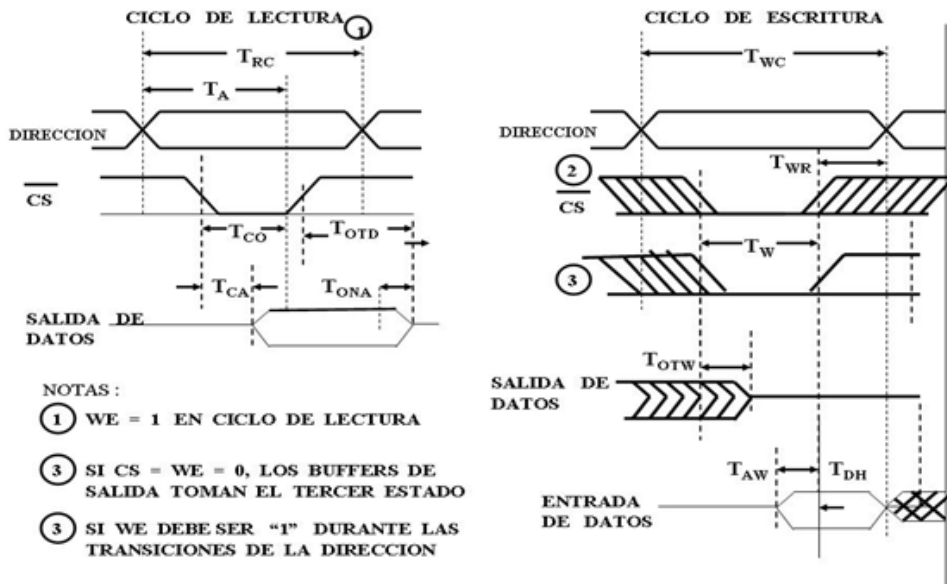 CICLO DE LECTURA
1
T_RC
T_A
DIRECCION
CS
T_CO
T_OTD
T_CA
T_ONA
SALIDA DE
DATOS
NOTAS :
1 WE = 1 EN CICLO DE LECTURA
3 SI CS = WE = 0, LOS BUFFERS DE
SALIDA TOMAN EL TERCER ESTADO
3 SI WE DEBE SER “1” DURANTE LAS
TRANSICIONES DE LA DIRECCION
CICLO DE ESCRITURA
T_WC
DIRECCION
T_WR
2
CS
T_W
3
T_OTW
SALIDA DE
DATOS
T_AW
T_DH
ENTRADA
DE DATOS